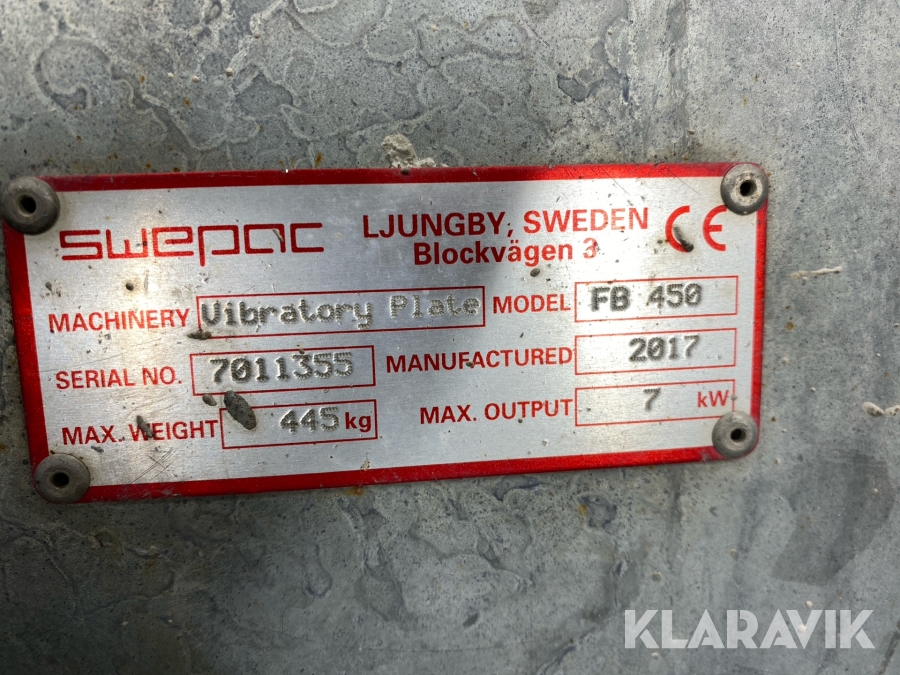 swepac LJUNGBY, SWEDEN CE
Blockvägen 3
MACHINERY Vibratory Plate MODEL FB 450
SERIAL NO. 7011355 MANUFACTURED 2017
MAX. WEIGHT 445 kg MAX. OUTPUT 7 kW
KLARAVIK